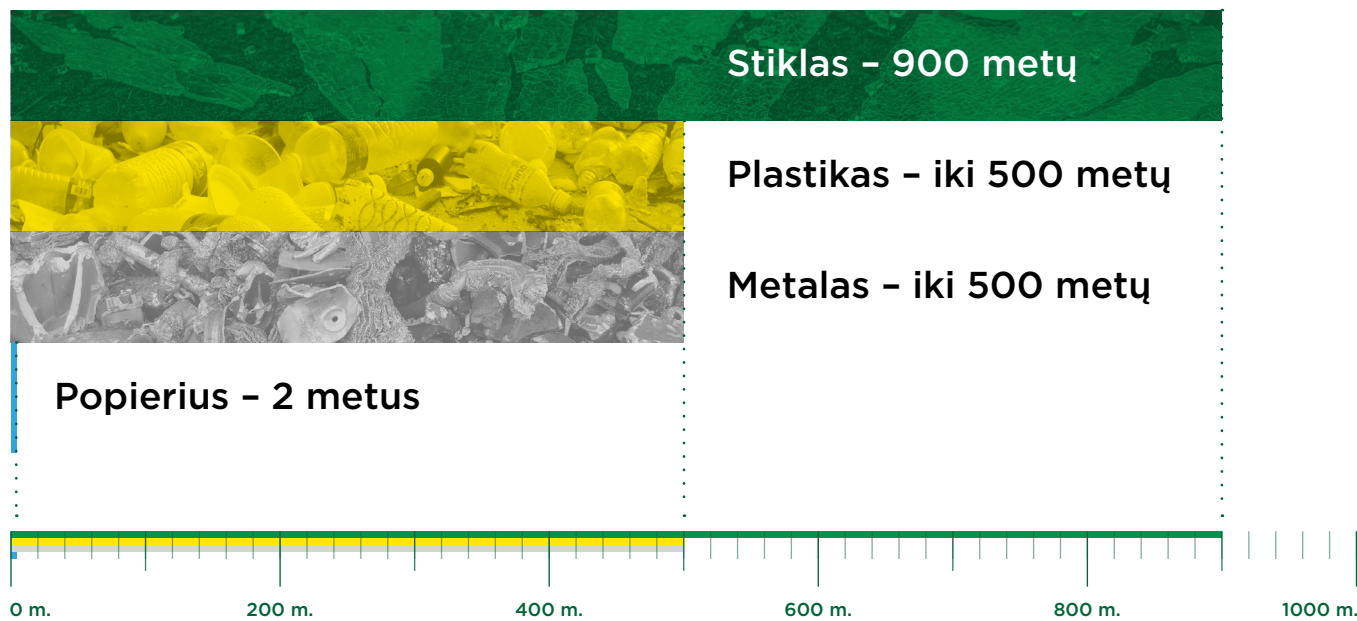 Stiklas – 900 metų
Plastikas – iki 500 metų
Metalas – iki 500 metų
Popierius – 2 metus
0 m. 200 m. 400 m. 600 m. 800 m. 1000 m.